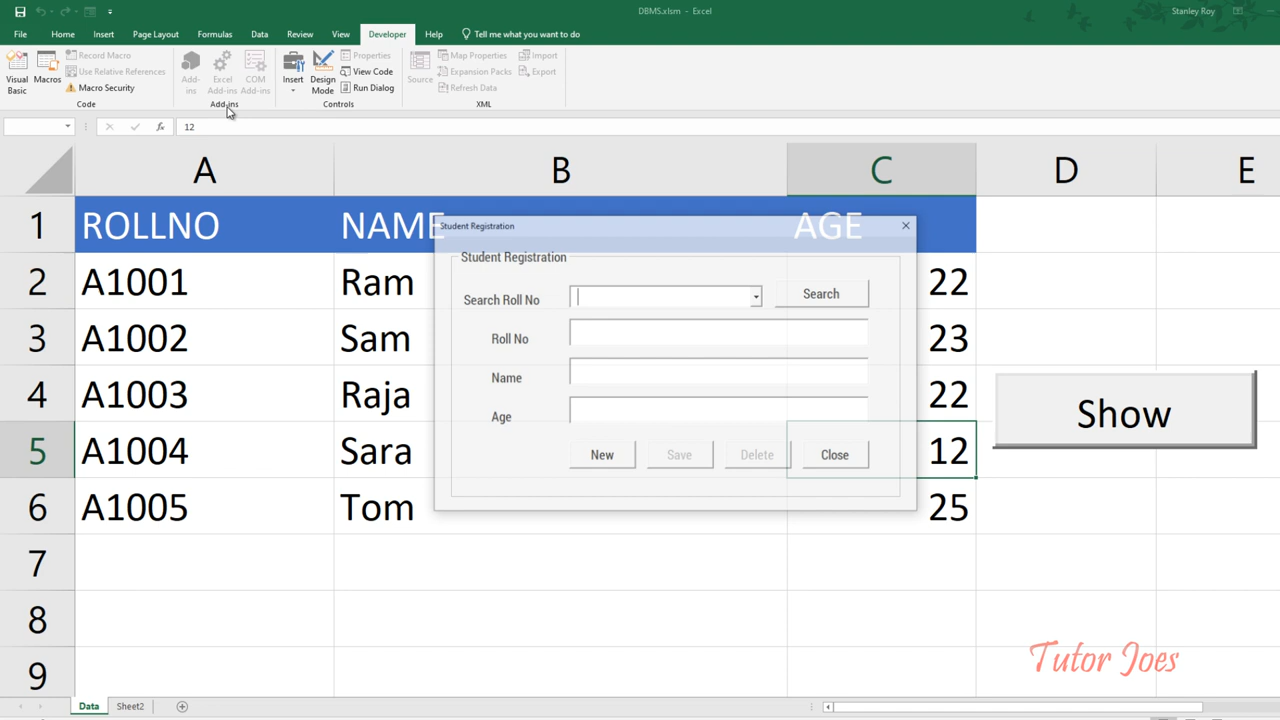 DBMS.xlsm - Excel
Stanley Roy
File Home Insert Page Layout Formulas Data Review View Developer Help Tell me what you want to do
Visual Basic
Macros
Record Macro
Use Relative References
Macro Security
Code
Add-ins
Excel Add-ins
COM Add-ins
Add-ins
Insert
Design Mode
Properties
View Code
Run Dialog
Controls
Source
Map Properties
Expansion Packs
Refresh Data
Import
Export
XML
fx 12
A B C D E
1 ROLLNO NAME AGE
2 A1001 Ram 22
3 A1002 Sam 23
4 A1003 Raja 22
5 A1004 Sara 12
6 A1005 Tom 25
7
8
9
Student Registration
Student Registration
Search Roll No Search
Roll No
Name
Age
New Save Delete Close
Show
Tutor Joes
Data Sheet2